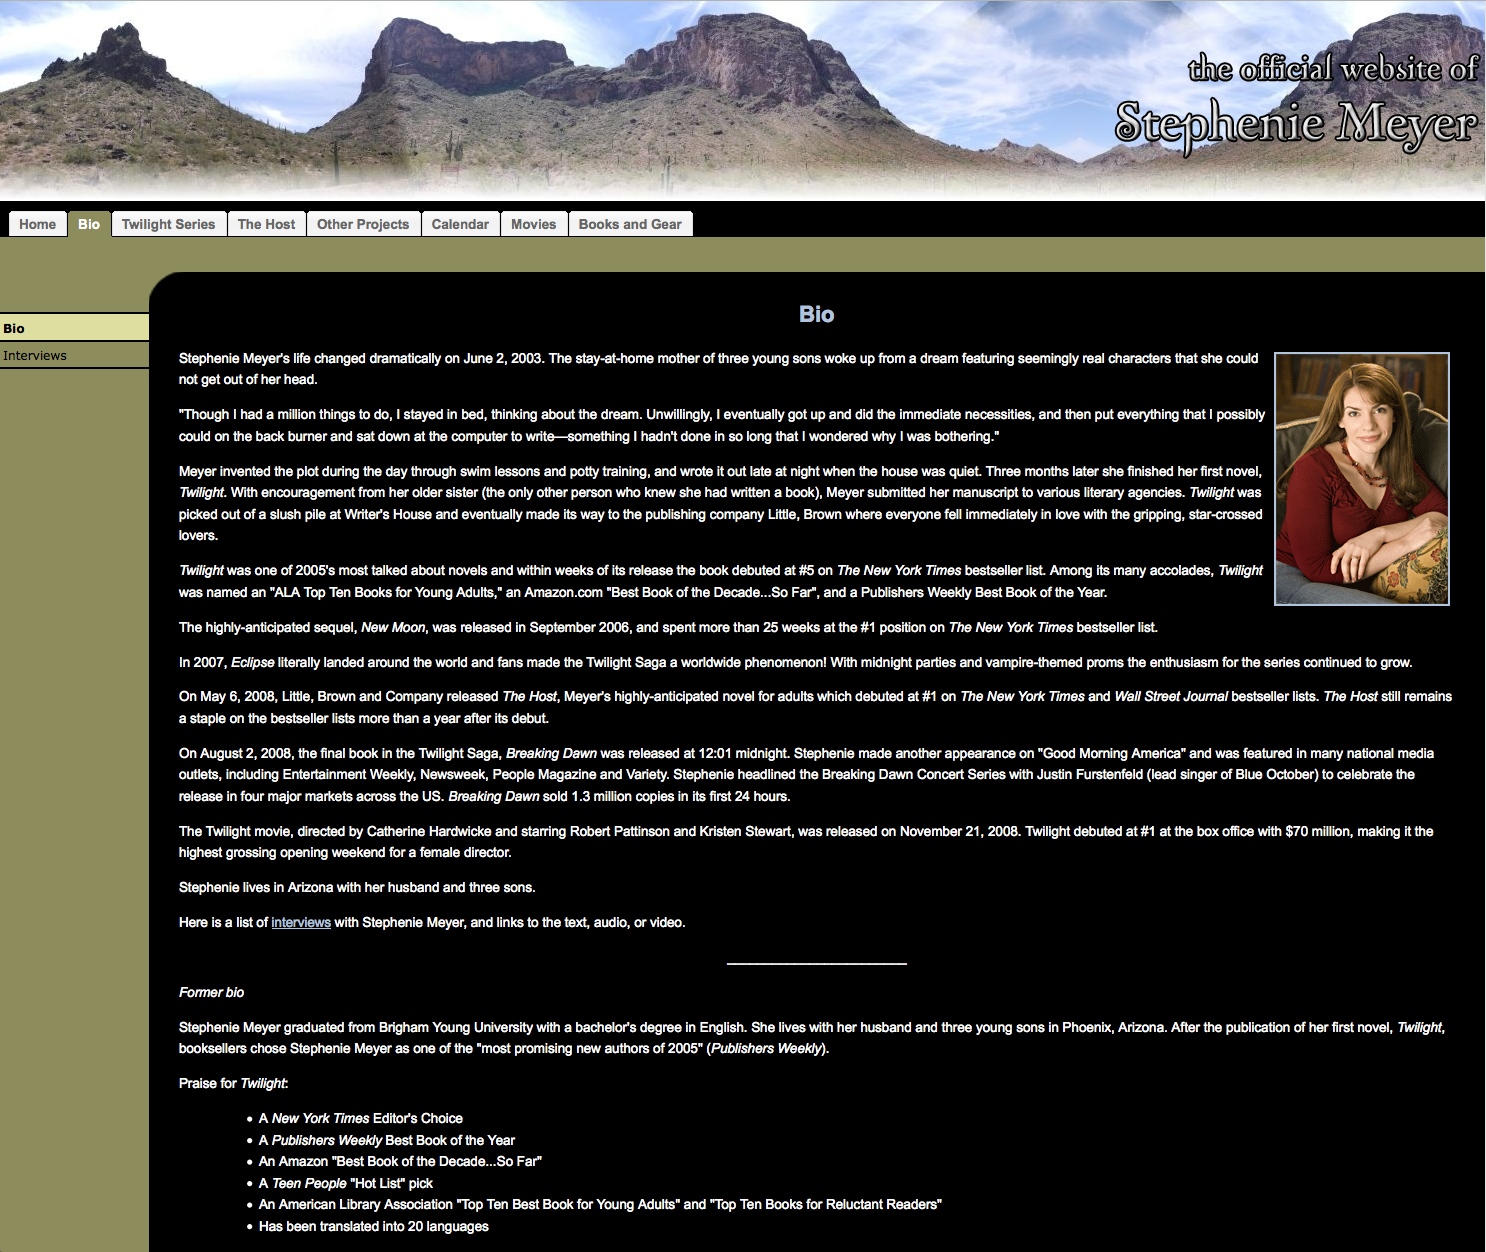 the official website of
Stephenie Meyer
Home
Bio
Twilight Series
The Host
Other Projects
Calendar
Movies
Books and Gear
Bio
Interviews
Bio
Stephenie Meyer's life changed dramatically on June 2, 2003. The stay-at-home mother of three young sons woke up from a dream featuring seemingly real characters that she could
not get out of her head.
"Though I had a million things to do, I stayed in bed, thinking about the dream. Unwillingly, I eventually got up and did the immediate necessities, and then put everything that I possibly
could on the back burner and sat down at the computer to write—something I hadn't done in so long that I wondered why I was bothering."
Meyer invented the plot during the day through swim lessons and potty training, and wrote it out late at night when the house was quiet. Three months later she finished her first novel,
Twilight. With encouragement from her older sister (the only other person who knew she had written a book), Meyer submitted her manuscript to various literary agencies. Twilight was
picked out of a slush pile at Writer's House and eventually made its way to the publishing company Little, Brown where everyone fell immediately in love with the gripping, star-crossed
lovers.
Twilight was one of 2005's most talked about novels and within weeks of its release the book debuted at #5 on The New York Times bestseller list. Among its many accolades, Twilight
was named an "ALA Top Ten Books for Young Adults," an Amazon.com "Best Book of the Decade...So Far", and a Publishers Weekly Best Book of the Year.
The highly-anticipated sequel, New Moon, was released in September 2006, and spent more than 25 weeks at the #1 position on The New York Times bestseller list.
In 2007, Eclipse literally landed around the world and fans made the Twilight Saga a worldwide phenomenon! With midnight parties and vampire-themed proms the enthusiasm for the series continued to grow.
On May 6, 2008, Little, Brown and Company released The Host, Meyer's highly-anticipated novel for adults which debuted at #1 on The New York Times and Wall Street Journal bestseller lists. The Host still remains
a staple on the bestseller lists more than a year after its debut.
On August 2, 2008, the final book in the Twilight Saga, Breaking Dawn was released at 12:01 midnight. Stephenie made another appearance on "Good Morning America" and was featured in many national media
outlets, including Entertainment Weekly, Newsweek, People Magazine and Variety. Stephenie headlined the Breaking Dawn Concert Series with Justin Furstenfeld (lead singer of Blue October) to celebrate the
release in four major markets across the US. Breaking Dawn sold 1.3 million copies in its first 24 hours.
The Twilight movie, directed by Catherine Hardwicke and starring Robert Pattinson and Kristen Stewart, was released on November 21, 2008. Twilight debuted at #1 at the box office with $70 million, making it the
highest grossing opening weekend for a female director.
Stephenie lives in Arizona with her husband and three sons.
Here is a list of interviews with Stephenie Meyer, and links to the text, audio, or video.
Former bio
Stephenie Meyer graduated from Brigham Young University with a bachelor's degree in English. She lives with her husband and three young sons in Phoenix, Arizona. After the publication of her first novel, Twilight,
booksellers chose Stephenie Meyer as one of the "most promising new authors of 2005" (Publishers Weekly).
Praise for Twilight:
• A New York Times Editor's Choice
• A Publishers Weekly Best Book of the Year
• An Amazon "Best Book of the Decade...So Far"
• A Teen People "Hot List" pick
• An American Library Association "Top Ten Best Book for Young Adults" and "Top Ten Books for Reluctant Readers"
• Has been translated into 20 languages